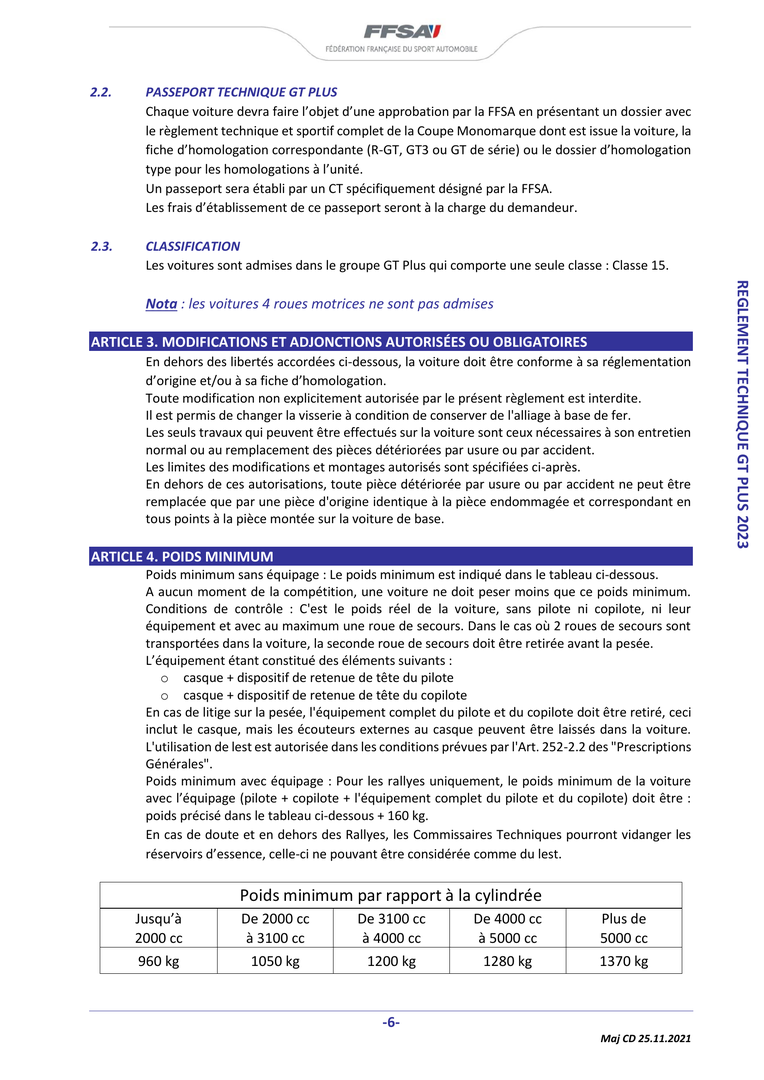 FFSA
FÉDÉRATION FRANÇAISE DU SPORT AUTOMOBILE
2.2. PASSEPORT TECHNIQUE GT PLUS
Chaque voiture devra faire l’objet d’une approbation par la FFSA en présentant un dossier avec
le règlement technique et sportif complet de la Coupe Monomarque dont est issue la voiture, la
fiche d’homologation correspondante (R-GT, GT3 ou GT de série) ou le dossier d’homologation
type pour les homologations à l’unité.
Un passeport sera établi par un CT spécifiquement désigné par la FFSA.
Les frais d’établissement de ce passeport seront à la charge du demandeur.
2.3. CLASSIFICATION
Les voitures sont admises dans le groupe GT Plus qui comporte une seule classe : Classe 15.
Nota : les voitures 4 roues motrices ne sont pas admises
ARTICLE 3. MODIFICATIONS ET ADJONCTIONS AUTORISÉES OU OBLIGATOIRES
En dehors des libertés accordées ci-dessous, la voiture doit être conforme à sa réglementation
d’origine et/ou à sa fiche d’homologation.
Toute modification non explicitement autorisée par le présent règlement est interdite.
Il est permis de changer la visserie à condition de conserver de l'alliage à base de fer.
Les seuls travaux qui peuvent être effectués sur la voiture sont ceux nécessaires à son entretien
normal ou au remplacement des pièces détériorées par usure ou par accident.
Les limites des modifications et montages autorisés sont spécifiées ci-après.
En dehors de ces autorisations, toute pièce détériorée par usure ou par accident ne peut être
remplacée que par une pièce d'origine identique à la pièce endommagée et correspondant en
tous points à la pièce montée sur la voiture de base.
ARTICLE 4. POIDS MINIMUM
Poids minimum sans équipage : Le poids minimum est indiqué dans le tableau ci-dessous.
A aucun moment de la compétition, une voiture ne doit peser moins que ce poids minimum.
Conditions de contrôle : C'est le poids réel de la voiture, sans pilote ni copilote, ni leur
équipement et avec au maximum une roue de secours. Dans le cas où 2 roues de secours sont
transportées dans la voiture, la seconde roue de secours doit être retirée avant la pesée.
L’équipement étant constitué des éléments suivants :
o casque + dispositif de retenue de tête du pilote
o casque + dispositif de retenue de tête du copilote
En cas de litige sur la pesée, l'équipement complet du pilote et du copilote doit être retiré, ceci
inclut le casque, mais les écouteurs externes au casque peuvent être laissés dans la voiture.
L'utilisation de lest est autorisée dans les conditions prévues par l'Art. 252-2.2 des "Prescriptions
Générales".
Poids minimum avec équipage : Pour les rallyes uniquement, le poids minimum de la voiture
avec l’équipage (pilote + copilote + l'équipement complet du pilote et du copilote) doit être :
poids précisé dans le tableau ci-dessous + 160 kg.
En cas de doute et en dehors des Rallyes, les Commissaires Techniques pourront vidanger les
réservoirs d’essence, celle-ci ne pouvant être considérée comme du lest.
Poids minimum par rapport à la cylindrée
Jusqu’à De 2000 cc De 3100 cc De 4000 cc Plus de
2000 cc à 3100 cc à 4000 cc à 5000 cc 5000 cc
960 kg 1050 kg 1200 kg 1280 kg 1370 kg
REGLEMENT TECHNIQUE GT PLUS 2023
-6-
Maj CD 25.11.2021